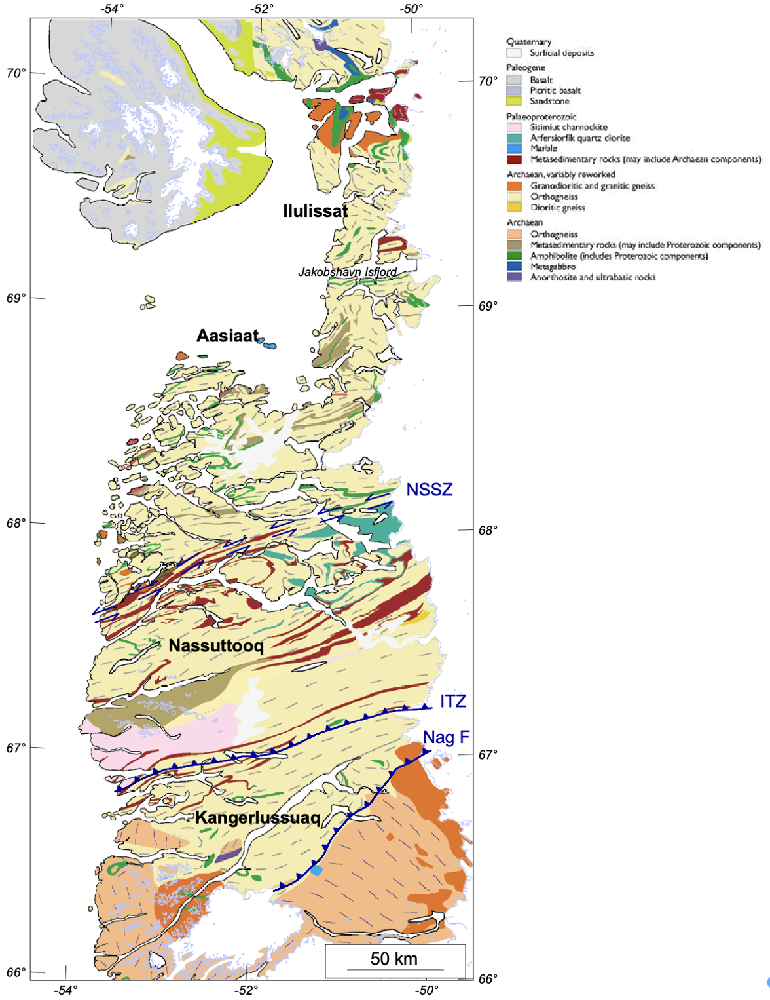 -54°
-52°
-50°
70°
70°
Ilulissat
Jakobshavn Isfjord
69°
69°
Aasiaat
NSSZ
68°
68°
Nassuttooq
ITZ
Nag F
67°
67°
Kangerlussuaq
50 km
66°
66°
-54°
-52°
-50°
Quaternary
Surficial deposits
Paleogene
Basalt
Picritic basalt
Sandstone
Palaeoproterozoic
Sisimiut charnockite
Arfersiorfik quartz diorite
Marble
Metasedimentary rocks (may include Archaean components)
Archaean, variably reworked
Granodioritic and granitic gneiss
Orthogneiss
Dioritic gneiss
Archaean
Orthogneiss
Metasedimentary rocks (may include Proterozoic components)
Amphibolite (includes Proterozoic components)
Metagabbro
Anorthosite and ultrabasic rocks